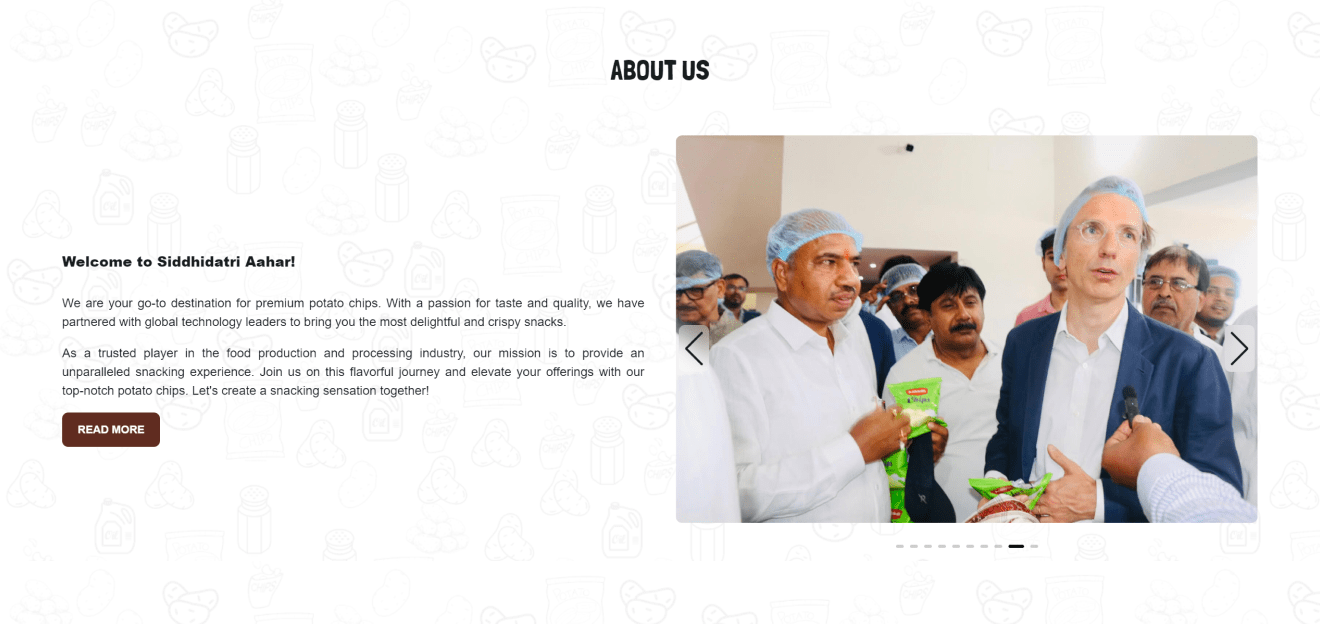 ABOUT US
Welcome to Siddhidatri Aahar!
We are your go-to destination for premium potato chips. With a passion for taste and quality, we have
partnered with global technology leaders to bring you the most delightful and crispy snacks.
As a trusted player in the food production and processing industry, our mission is to provide an
unparalleled snacking experience. Join us on this flavorful journey and elevate your offerings with our
top-notch potato chips. Let's create a snacking sensation together!
READ MORE
Chips